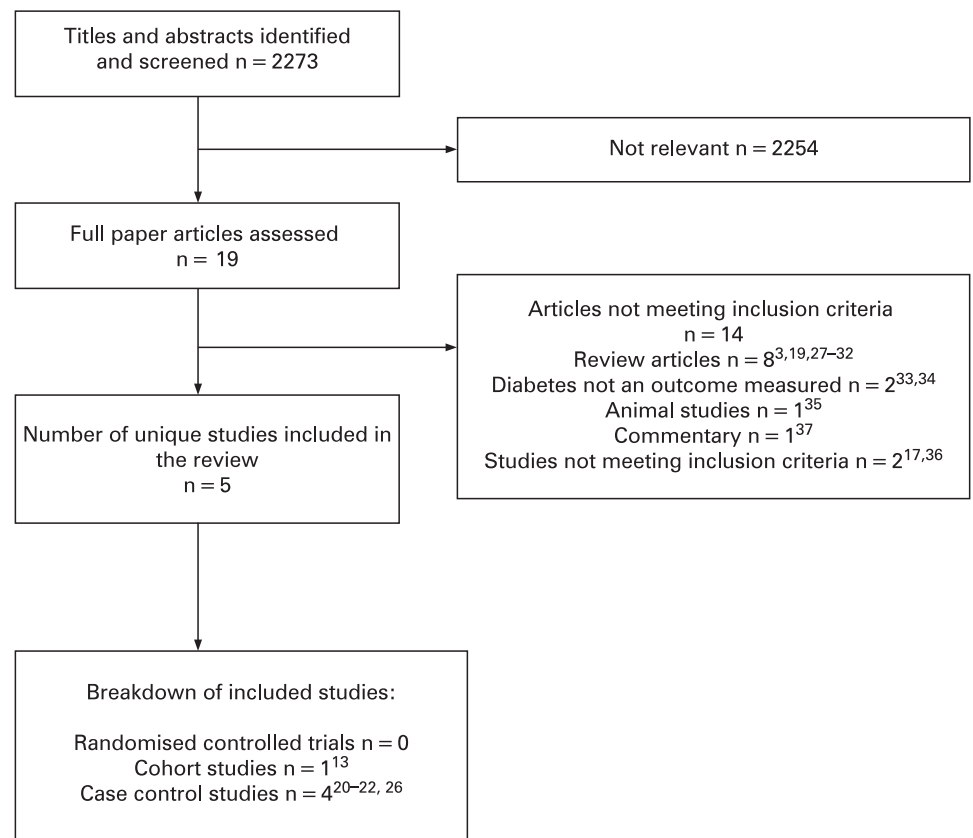 Titles and abstracts identified
and screened n = 2273
Not relevant n = 2254
Full paper articles assessed
n = 19
Articles not meeting inclusion criteria
n = 14
Review articles n = 8³,¹⁹,²⁷⁻³²
Diabetes not an outcome measured n = 2³³,³⁴
Animal studies n = 1³⁵
Commentary n = 1³⁷
Studies not meeting inclusion criteria n = 2¹⁷,³⁶
Number of unique studies included in
the review
n = 5
Breakdown of included studies:
Randomised controlled trials n = 0
Cohort studies n = 1¹³
Case control studies n = 4²⁰⁻²², ²⁶